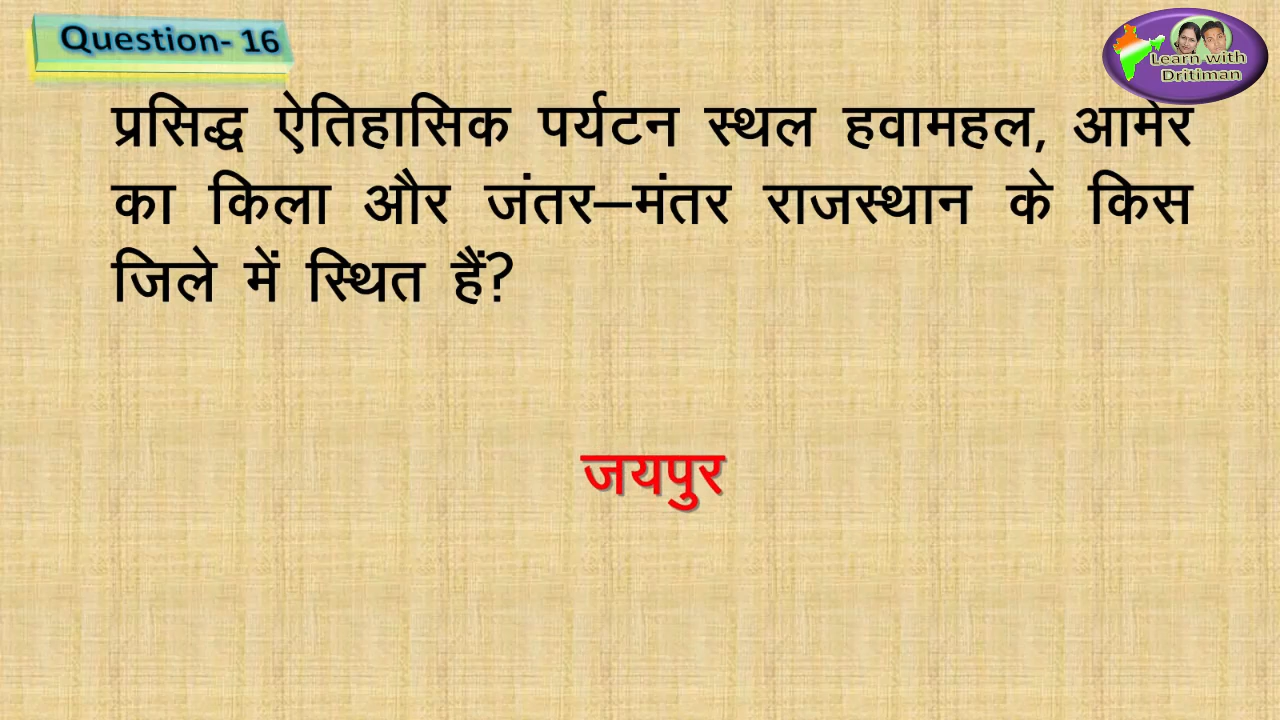 Question- 16
Learn with
Dritiman
प्रसिद्ध ऐतिहासिक पर्यटन स्थल हवामहल, आमेर
का किला और जंतर–मंतर राजस्थान के किस
जिले में स्थित हैं?
जयपुर